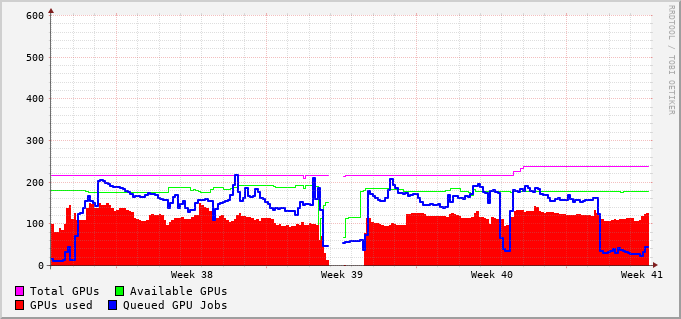 600
500
400
300
200
100
0
Week 38 Week 39 Week 40 Week 41
Total GPUs Available GPUs
GPUs used Queued GPU Jobs
RRDTOOL / TOBI OETIKER